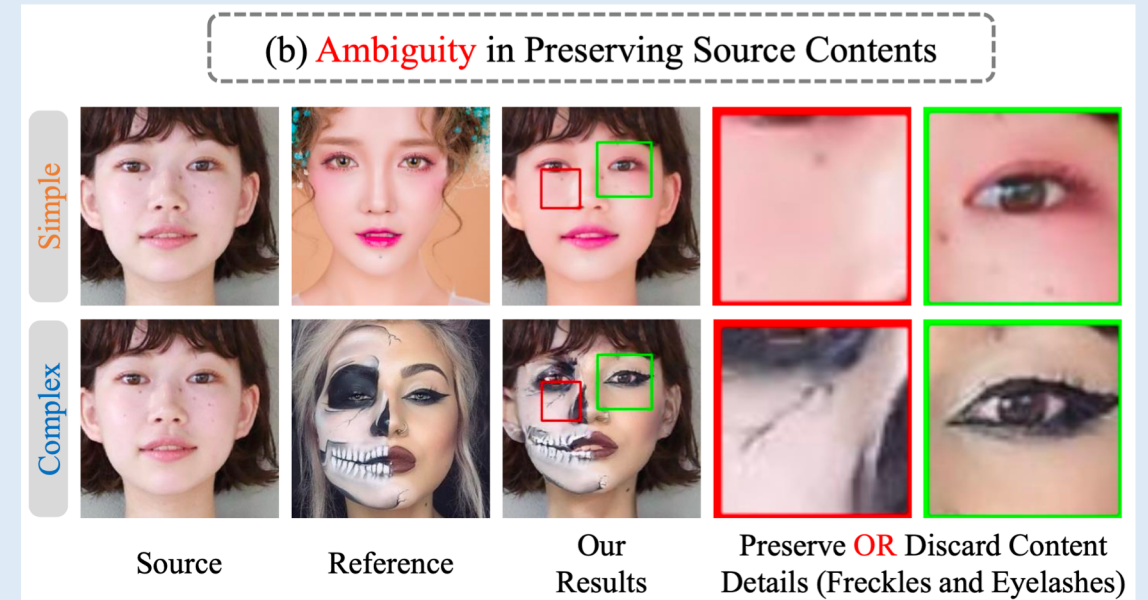 (b) Ambiguity in Preserving Source Contents
Simple
Complex
Source
Reference
Our
Results
Preserve OR Discard Content
Details (Freckles and Eyelashes)